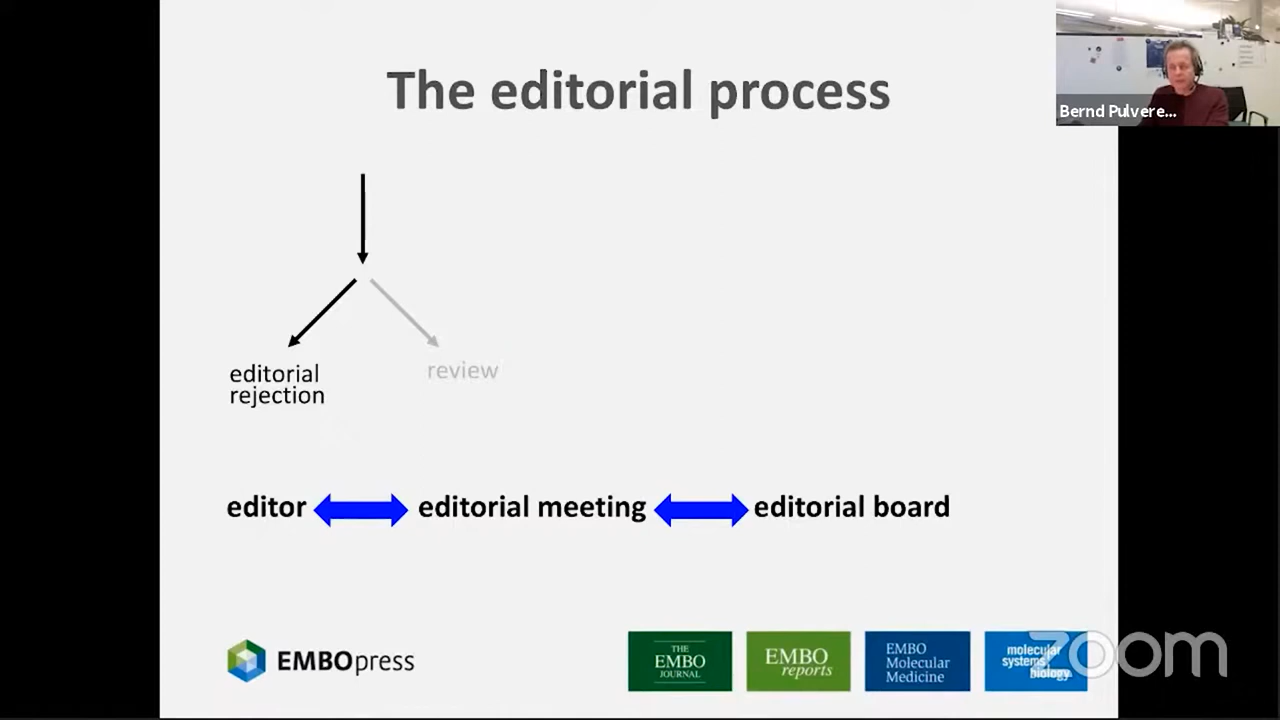 The editorial process
Bernd Pulvere...
editorial
rejection
review
editor
editorial meeting
editorial board
EMBOpress
THE
EMBO
JOURNAL
EMBO
reports
EMBO
Molecular
Medicine
molecular
systems
biology
zoom